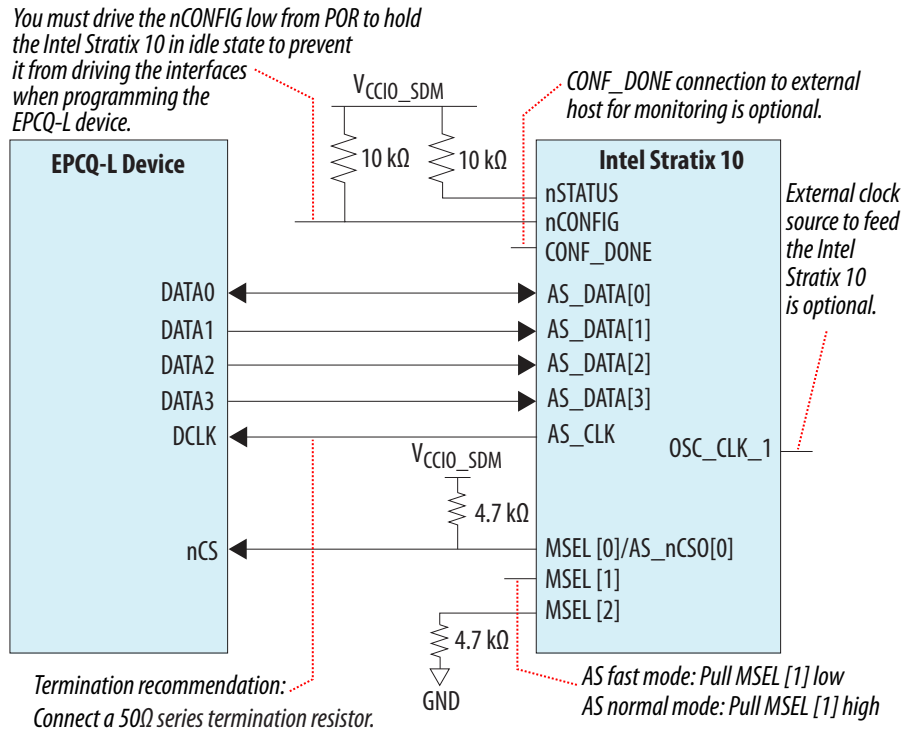 You must drive the nCONFIG low from POR to hold
the Intel Stratix 10 in idle state to prevent
it from driving the interfaces
when programming the
EPCQ-L device.
VCCIO_SDM
CONF_DONE connection to external
host for monitoring is optional.
EPCQ-L Device
10 kΩ
10 kΩ
Intel Stratix 10
nSTATUS
nCONFIG
CONF_DONE
External clock
source to feed
the Intel
Stratix 10
is optional.
DATA0
AS_DATA[0]
DATA1
AS_DATA[1]
DATA2
AS_DATA[2]
DATA3
AS_DATA[3]
DCLK
AS_CLK
OSC_CLK_1
VCCIO_SDM
4.7 kΩ
nCS
MSEL [0]/AS_nCSO[0]
MSEL [1]
MSEL [2]
4.7 kΩ
GND
Termination recommendation:
Connect a 50Ω series termination resistor.
AS fast mode: Pull MSEL [1] low
AS normal mode: Pull MSEL [1] high